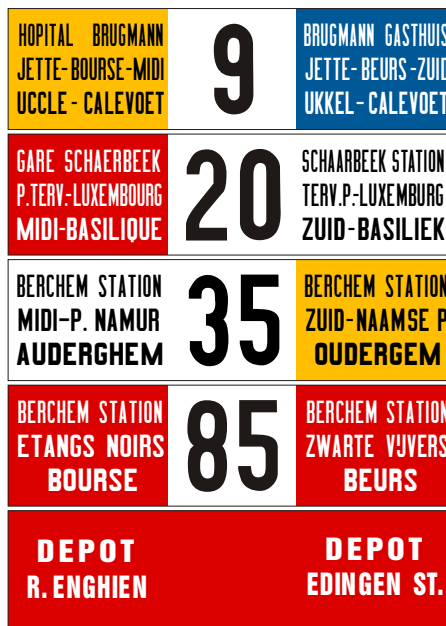 HOPITAL BRUGMANN
JETTE-BOURSE-MIDI
UCCLE - CALEVOET
9
BRUGMANN GASTHUIS
JETTE-BEURS-ZUID
UKKEL-CALEVOET
GARE SCHAERBEEK
P.TERV.-LUXEMBOURG
MIDI-BASILIQUE
20
SCHAARBEEK STATION
TERV.P.-LUXEMBURG
ZUID-BASILIEK
BERCHEM STATION
MIDI-P. NAMUR
AUDERGHEM
35
BERCHEM STATION
ZUID-NAAMSE P
OUDERGEM
BERCHEM STATION
ETANGS NOIRS
BOURSE
85
BERCHEM STATION
ZWARTE VIJVERS
BEURS
DEPOT
R. ENGHIEN
DEPOT
EDINGEN ST.